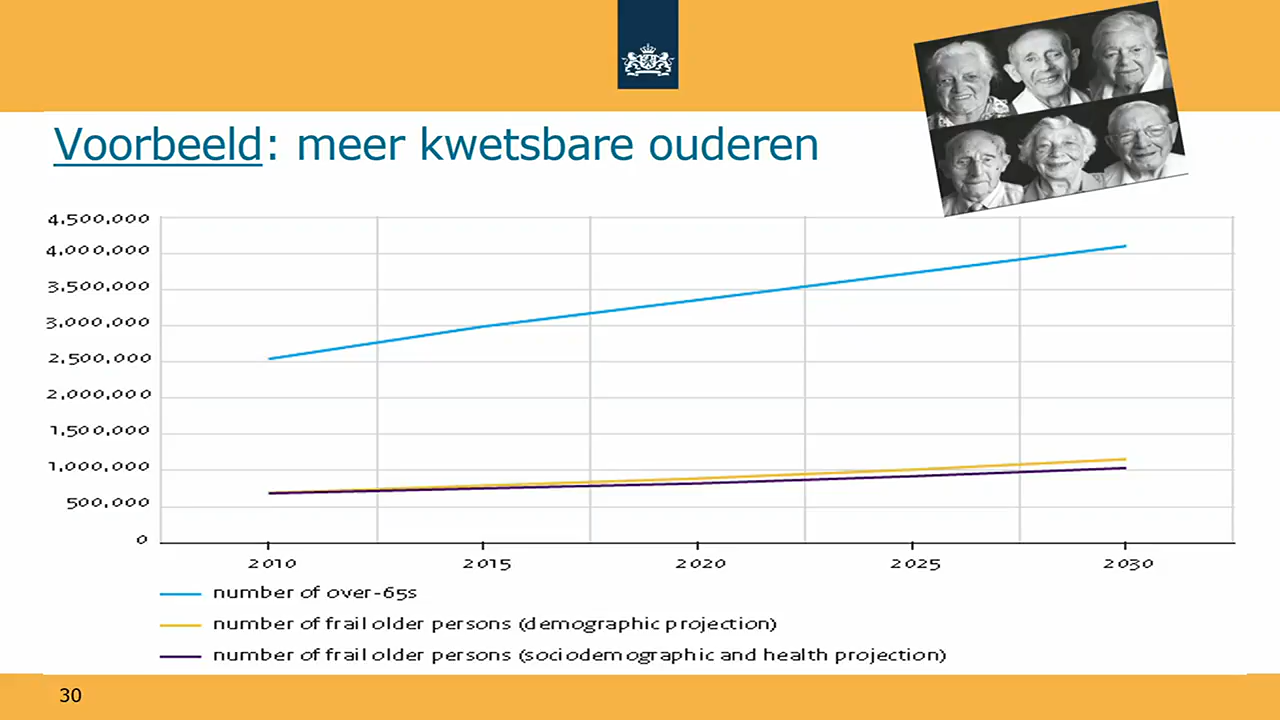 Voorbeeld: meer kwetsbare ouderen
4,500,000
4,000,000
3,500,000
3,000,000
2,500,000
2,000,000
1,500,000
1,000,000
500,000
0
2010 2015 2020 2025 2030
number of over-65s
number of frail older persons (demographic projection)
number of frail older persons (sociodemographic and health projection)
30